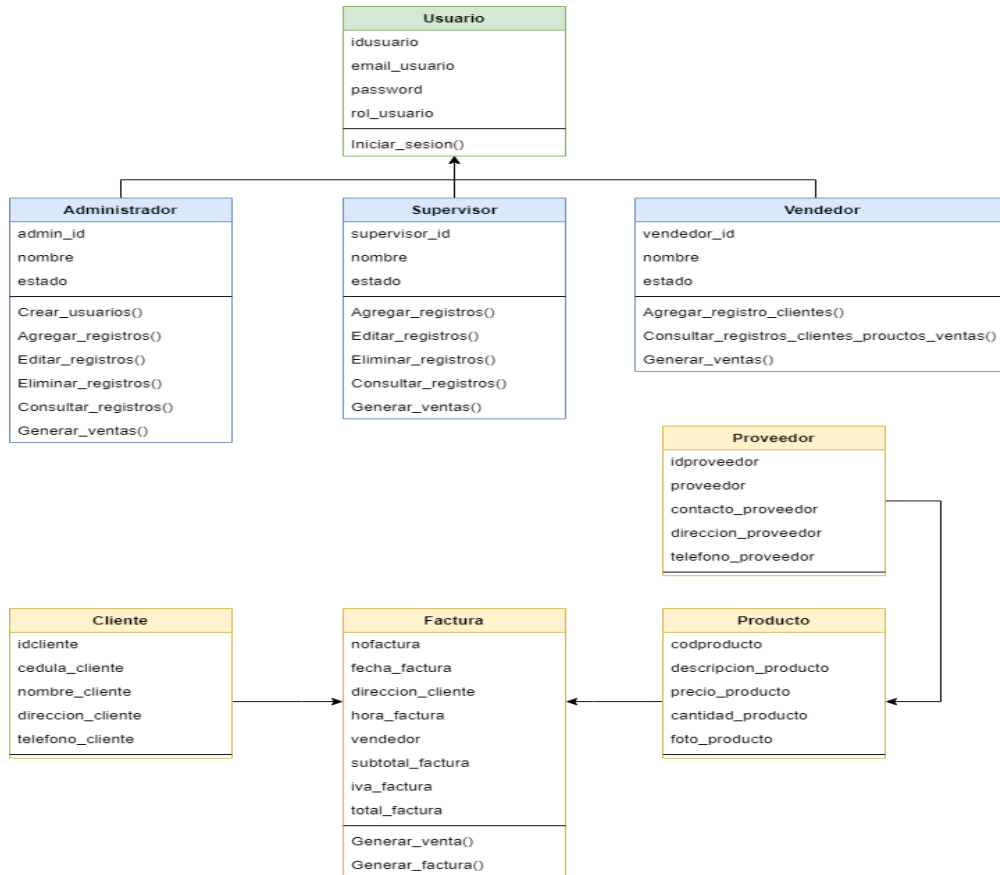 Usuario
idusuario
email_usuario
password
rol_usuario
Iniciar_sesion()
Administrador
admin_id
nombre
estado
Crear_usuarios()
Agregar_registros()
Editar_registros()
Eliminar_registros()
Consultar_registros()
Generar_ventas()
Supervisor
supervisor_id
nombre
estado
Agregar_registros()
Editar_registros()
Eliminar_registros()
Consultar_registros()
Generar_ventas()
Vendedor
vendedor_id
nombre
estado
Agregar_registro_clientes()
Consultar_registros_clientes_prouctos_ventas()
Generar_ventas()
Proveedor
idproveedor
proveedor
contacto_proveedor
direccion_proveedor
telefono_proveedor
Cliente
idcliente
cedula_cliente
nombre_cliente
direccion_cliente
telefono_cliente
Factura
nofactura
fecha_factura
direccion_cliente
hora_factura
vendedor
subtotal_factura
iva_factura
total_factura
Generar_venta()
Generar_factura()
Producto
codproducto
descripcion_producto
precio_producto
cantidad_producto
foto_producto